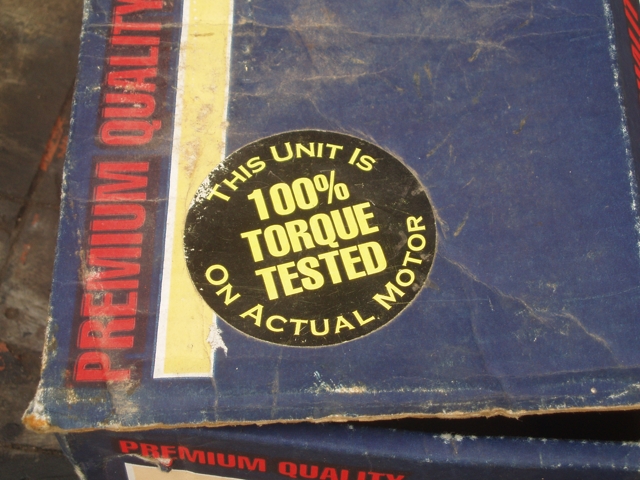 PREMIUM QUALITY
THIS UNIT IS
100%
TORQUE
TESTED
ON ACTUAL MOTOR
PREMIUM QUALITY